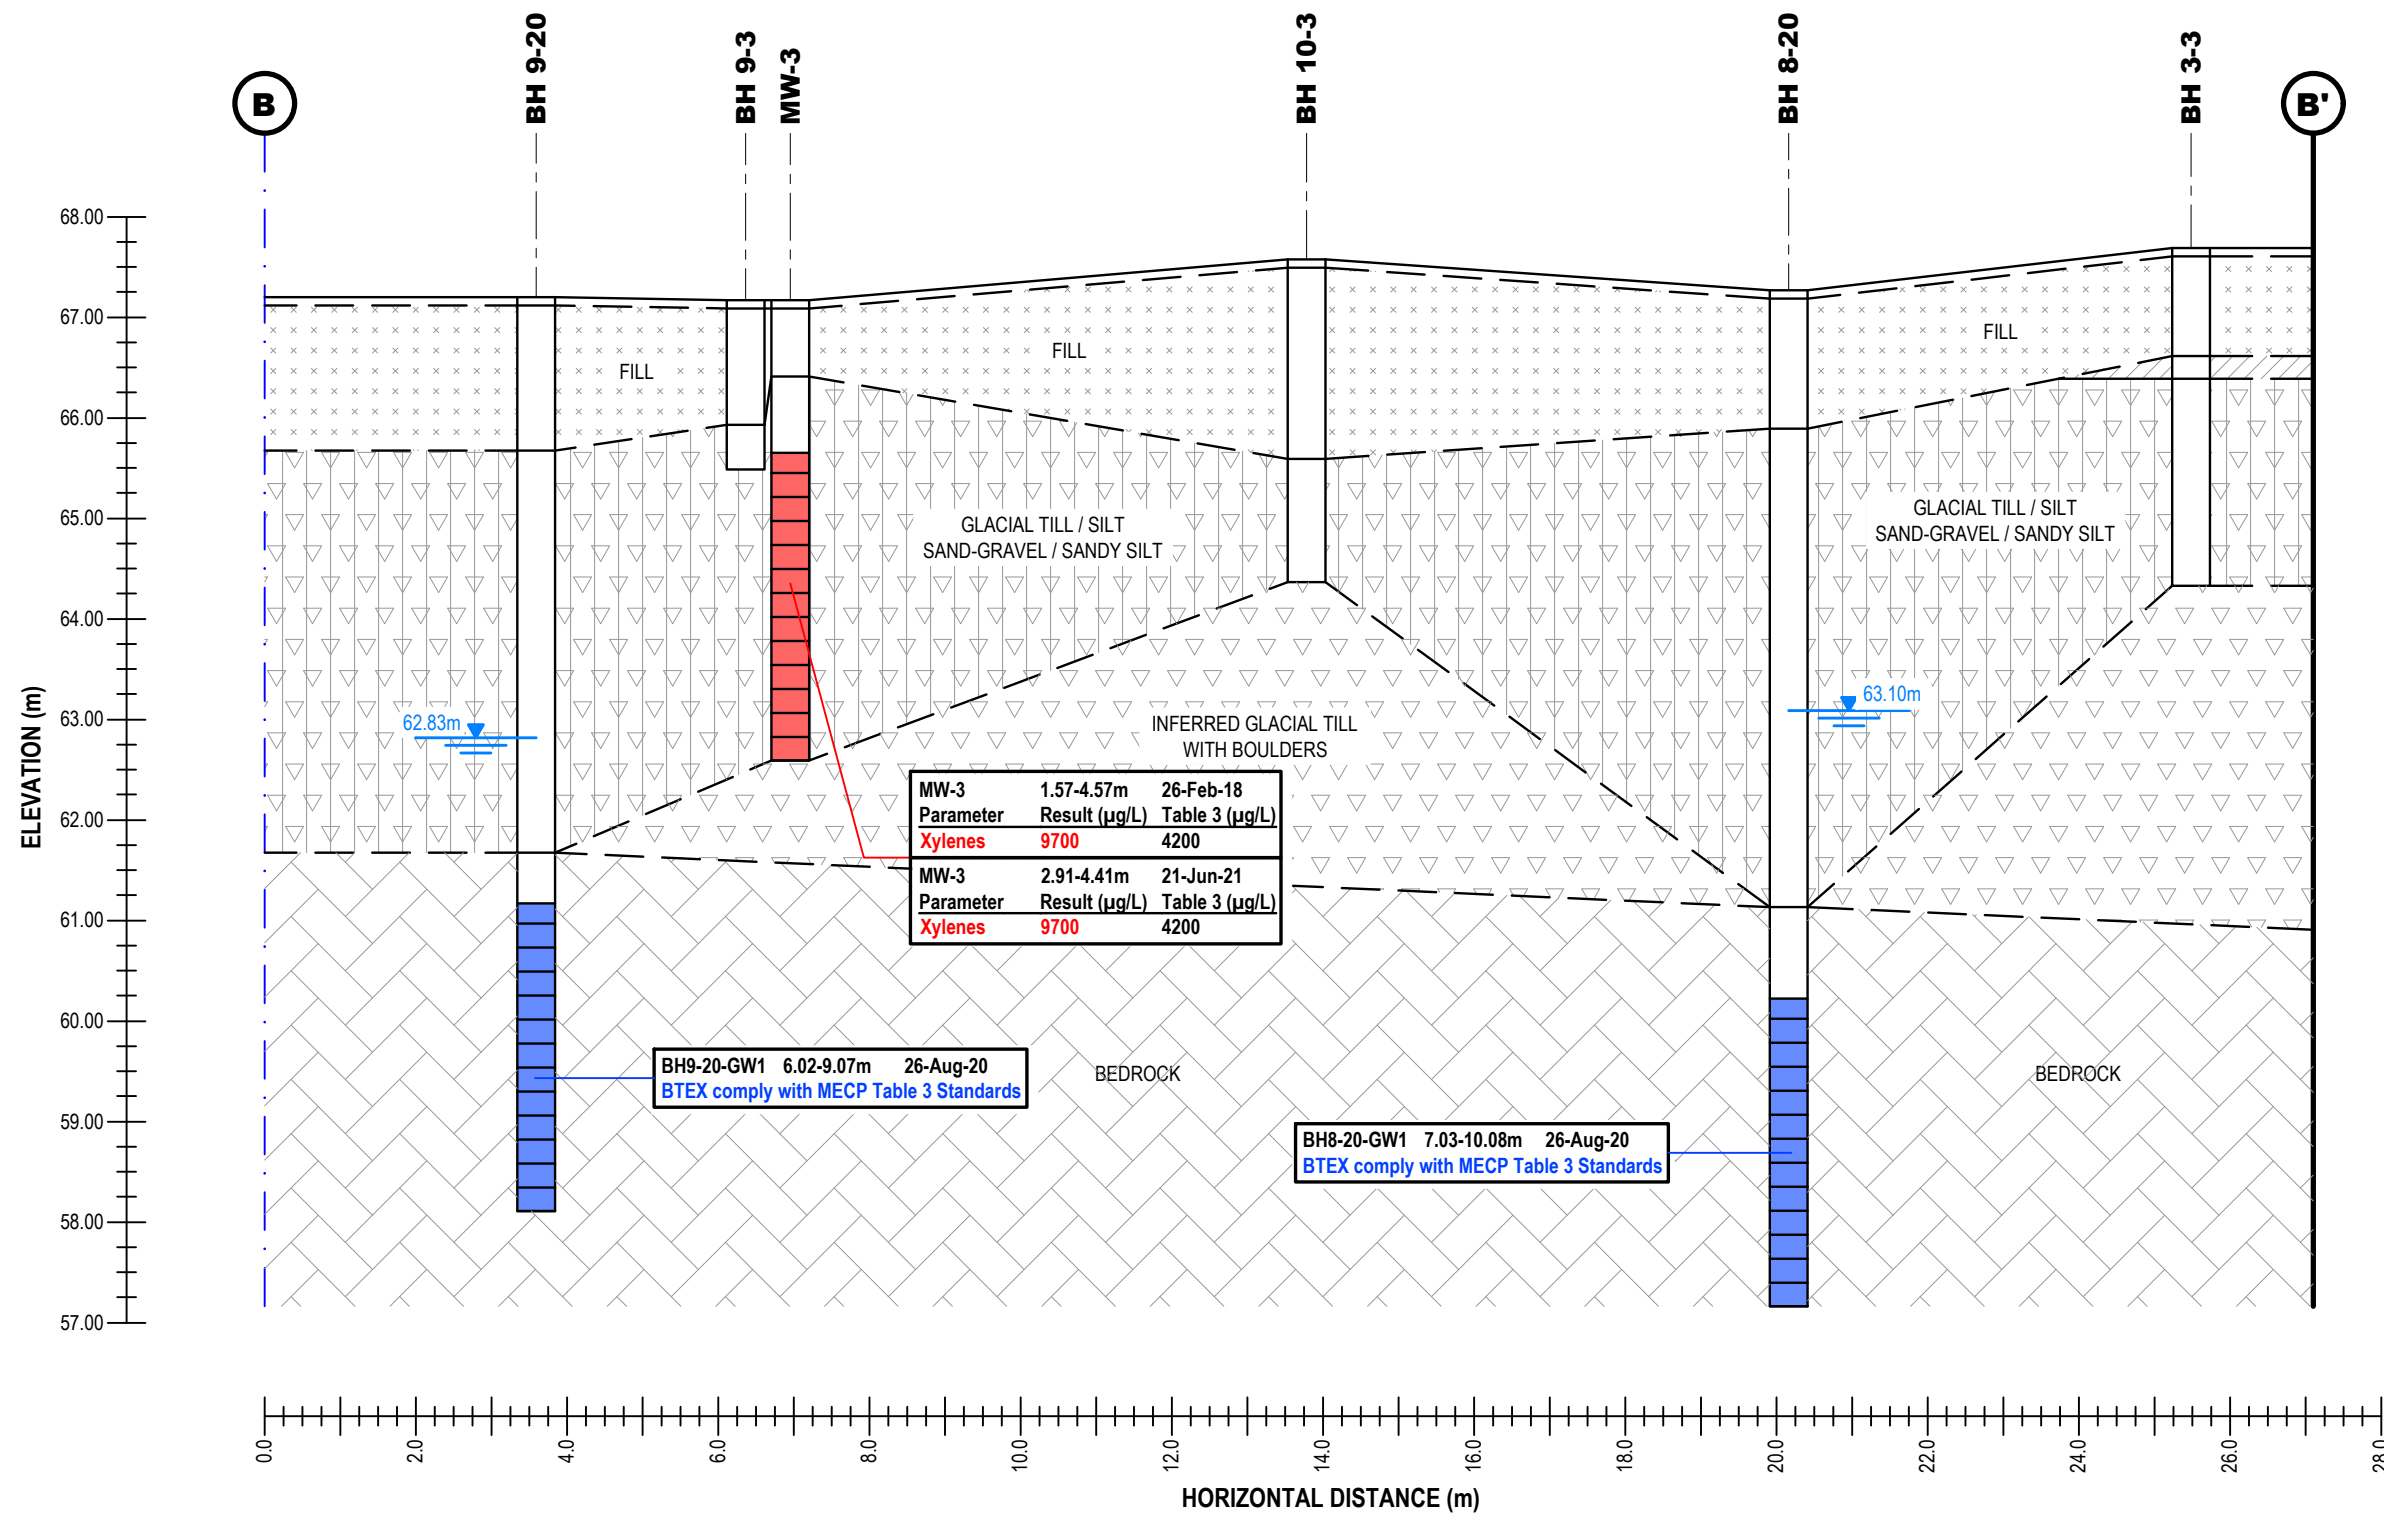 BH 9-20
BH 9-3
MW-3
BH 10-3
BH 8-20
BH 3-3
B
B'
68.00
67.00
66.00
65.00
64.00
63.00
62.00
61.00
60.00
59.00
58.00
57.00
ELEVATION (m)
FILL
FILL
FILL
GLACIAL TILL / SILT
SAND-GRAVEL / SANDY SILT
GLACIAL TILL / SILT
SAND-GRAVEL / SANDY SILT
62.83m
63.10m
INFERRED GLACIAL TILL
WITH BOULDERS
MW-3 1.57-4.57m 26-Feb-18
Parameter Result (µg/L) Table 3 (µg/L)
Xylenes 9700 4200
MW-3 2.91-4.41m 21-Jun-21
Parameter Result (µg/L) Table 3 (µg/L)
Xylenes 9700 4200
BH9-20-GW1 6.02-9.07m 26-Aug-20
BTEX comply with MECP Table 3 Standards
BEDROCK
BEDROCK
BH8-20-GW1 7.03-10.08m 26-Aug-20
BTEX comply with MECP Table 3 Standards
0.0 2.0 4.0 6.0 8.0 10.0 12.0 14.0 16.0 18.0 20.0 22.0 24.0 26.0 28.0
HORIZONTAL DISTANCE (m)